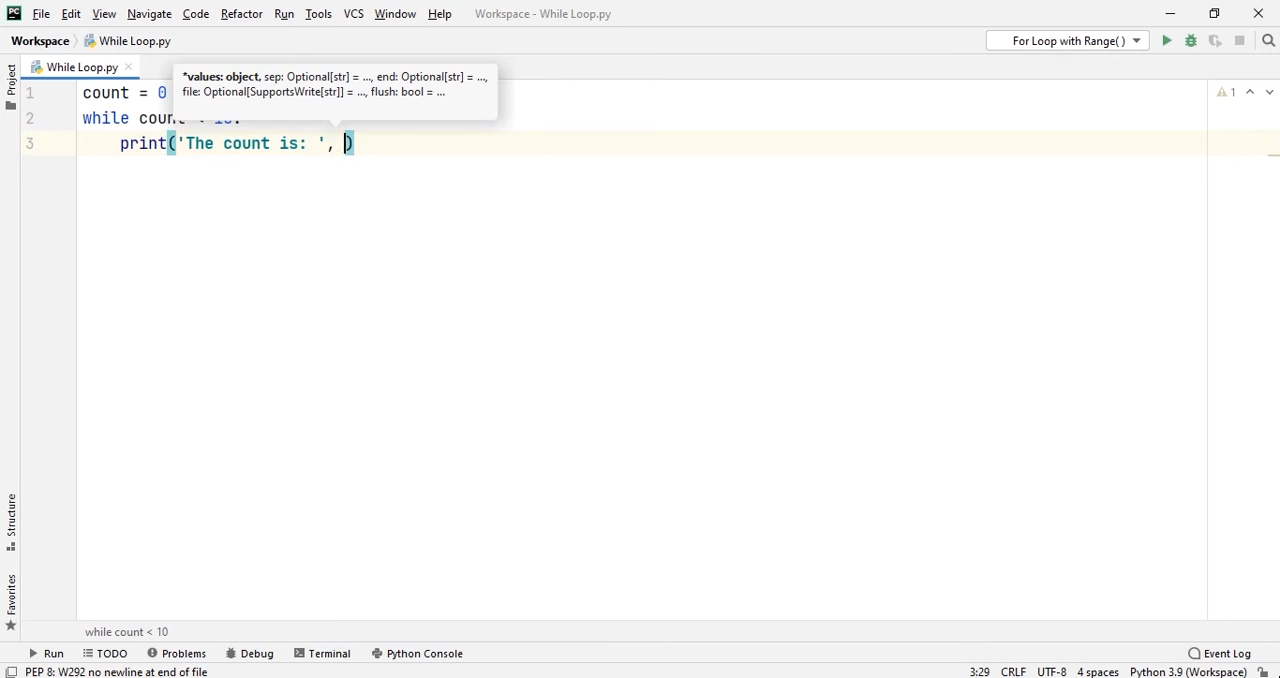 File Edit View Navigate Code Refactor Run Tools VCS Window Help Workspace - While Loop.py
Workspace While Loop.py For Loop with Range( )
While Loop.py
*values: object, sep: Optional[str] = ..., end: Optional[str] = ...,
file: Optional[SupportsWrite[str]] = ..., flush: bool = ...
1 count = 0
1
2 while count < 10:
3 print('The count is: ', )
Project
Structure
Favorites
while count < 10
Run TODO Problems Debug Terminal Python Console Event Log
PEP 8: W292 no newline at end of file 3:29 CRLF UTF-8 4 spaces Python 3.9 (Workspace)